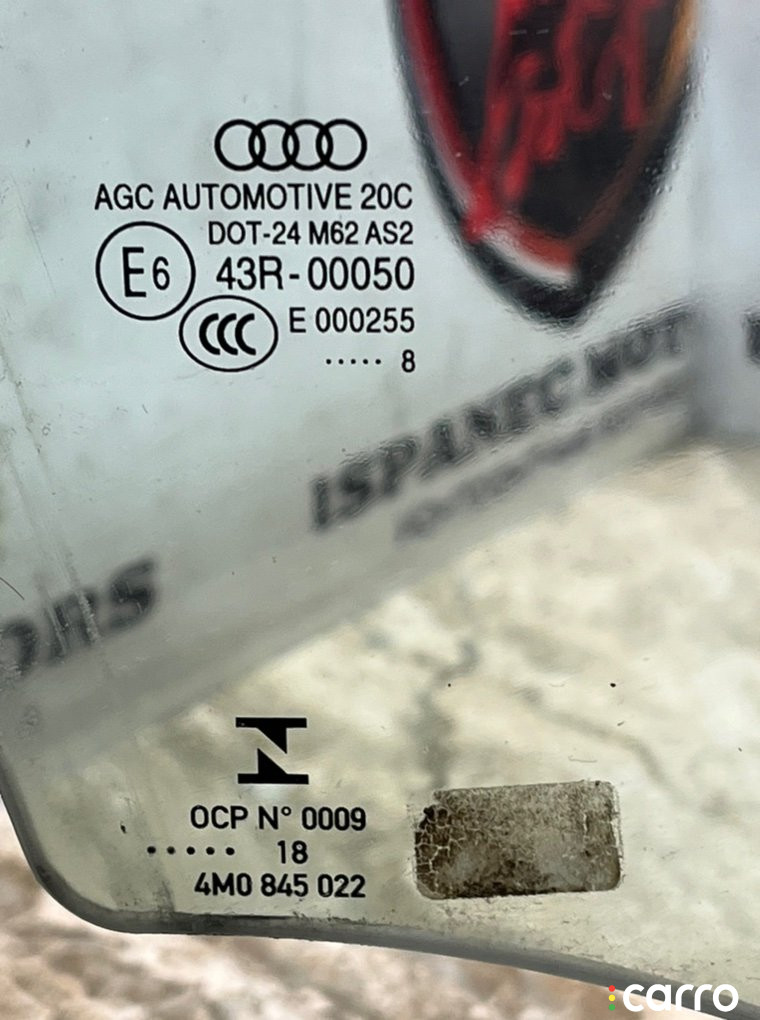 AGC AUTOMOTIVE 20C
DOT-24 M62 AS2
E6 43R-00050
CCC E 000255
..... 8
ISPANEC MOT
ORS
OCP N° 0009
..... 18
4M0 845 022
carro